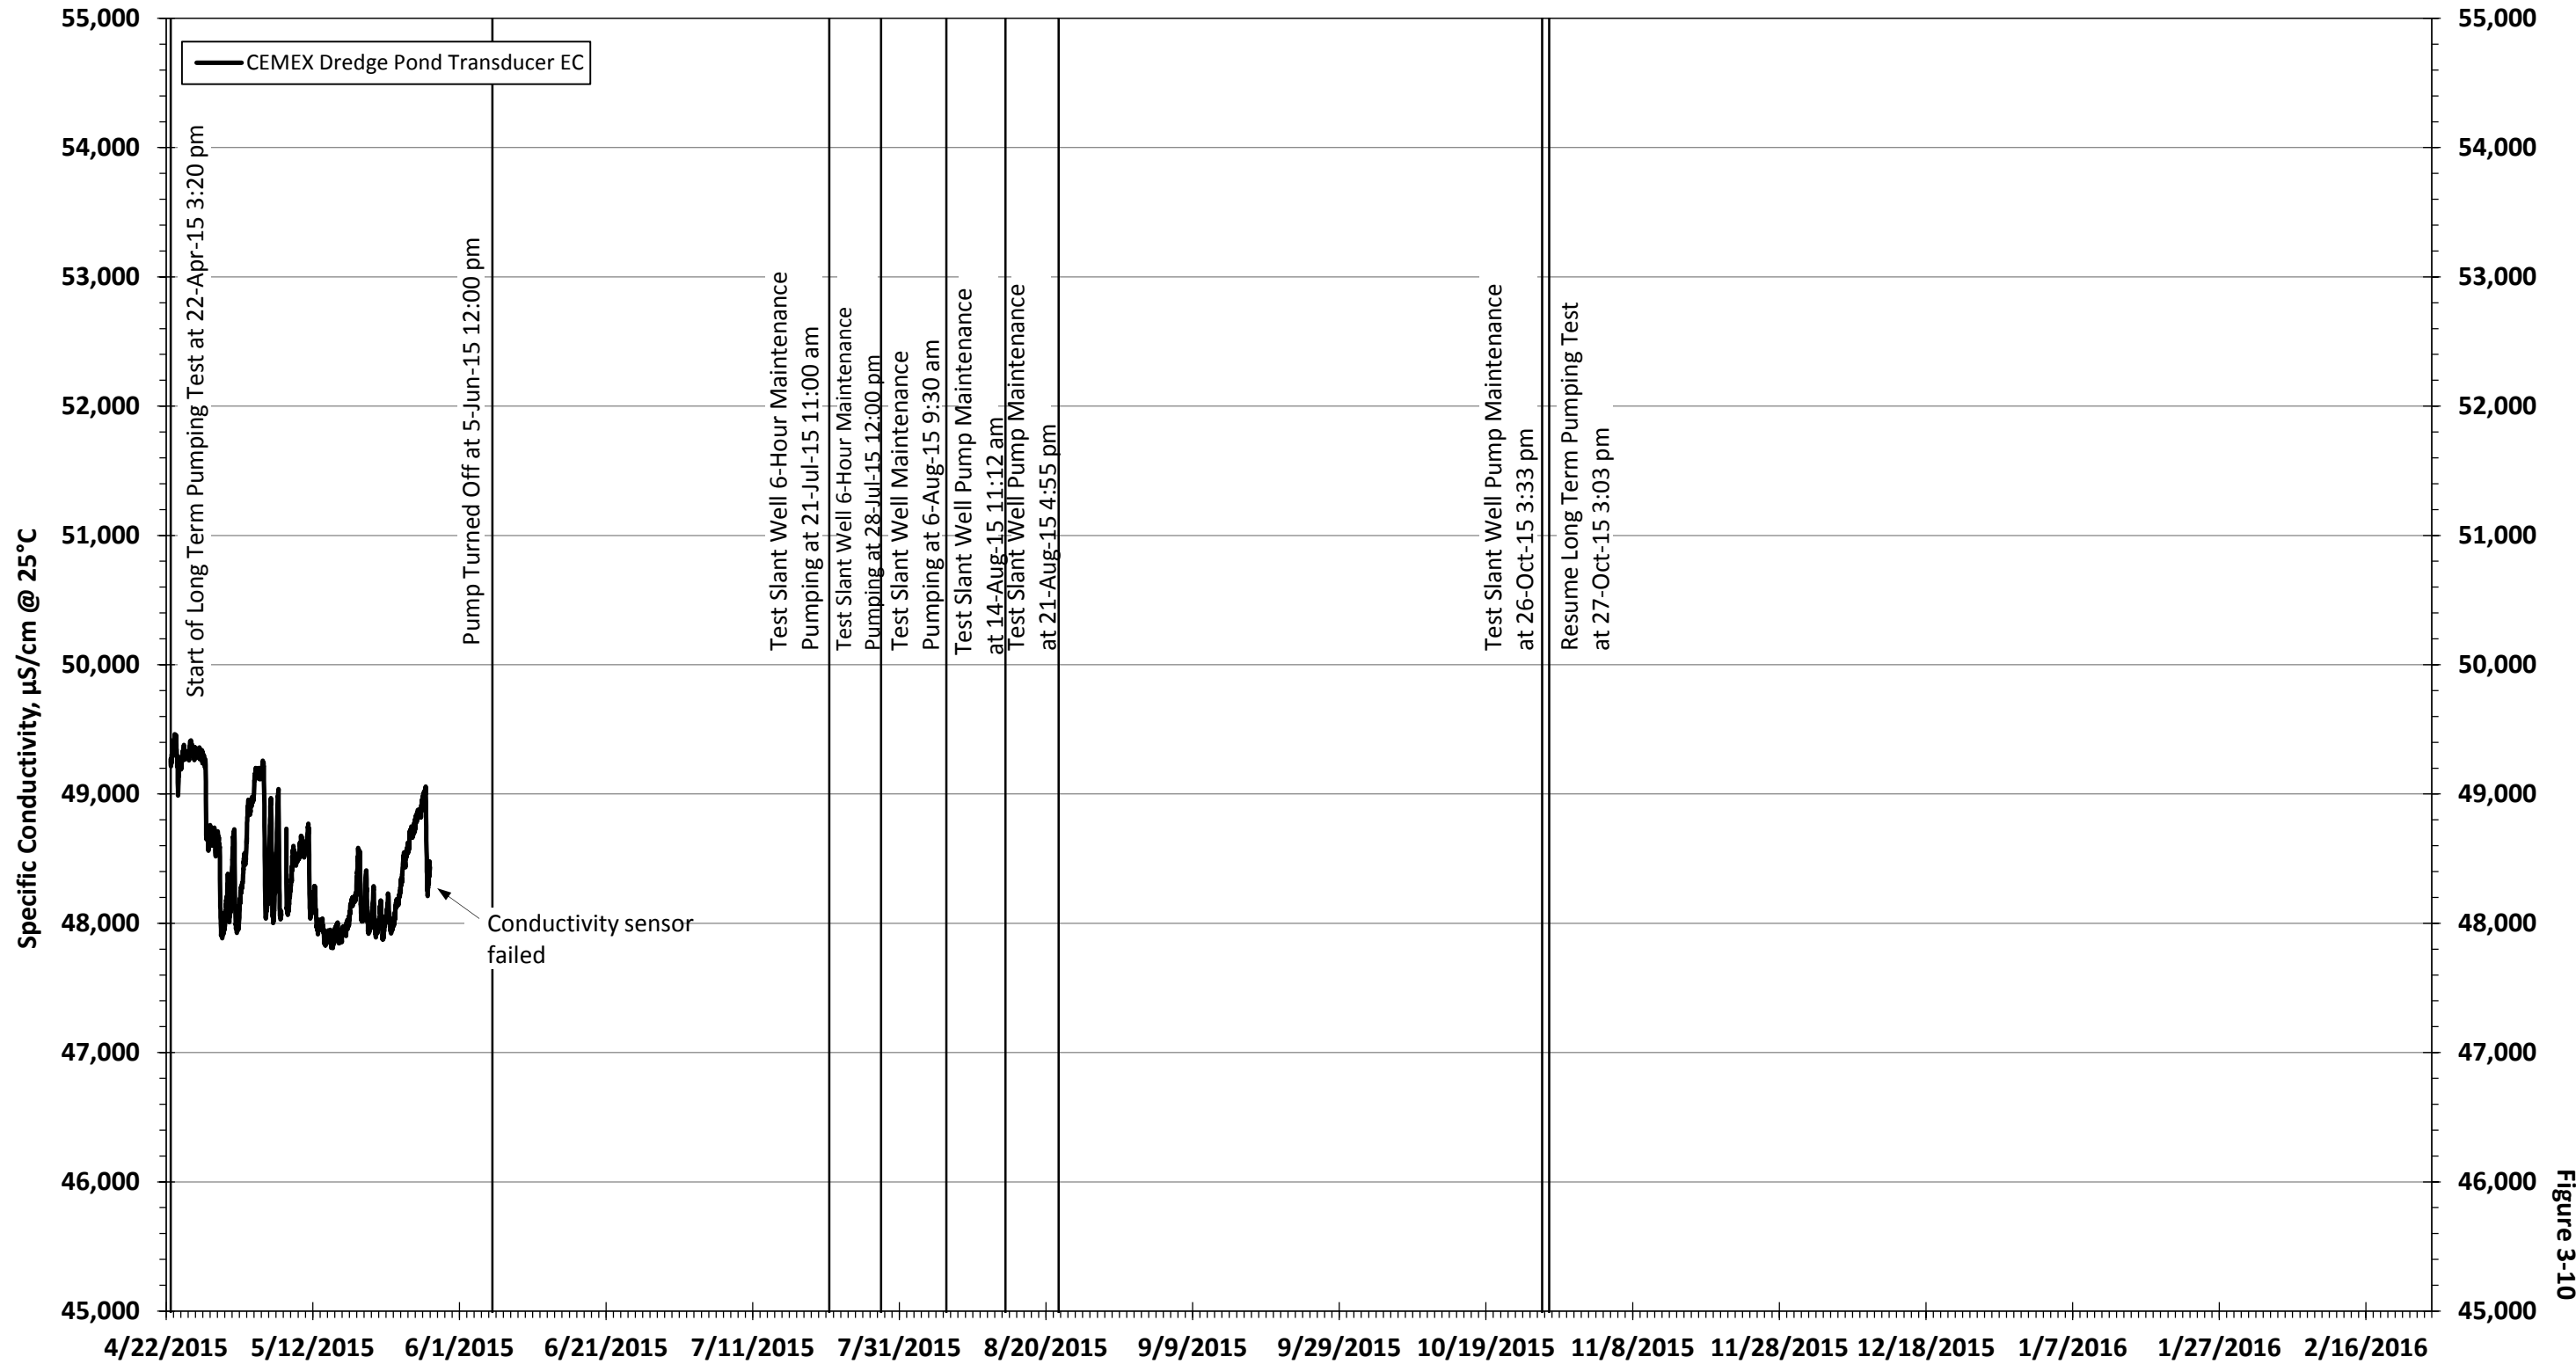 CEMEX Dredge Pond Transducer EC
55,000
54,000
53,000
52,000
51,000
50,000
49,000
48,000
47,000
46,000
45,000
Specific Conductivity, µS/cm @ 25°C
Start of Long Term Pumping Test at 22-Apr-15 3:20 pm
Pump Turned Off at 5-Jun-15 12:00 pm
Test Slant Well 6-Hour Maintenance
Pumping at 21-Jul-15 11:00 am
Test Slant Well 6-Hour Maintenance
Pumping at 28-Jul-15 12:00 pm
Test Slant Well Maintenance
Pumping at 6-Aug-15 9:30 am
Test Slant Well Pump Maintenance
at 14-Aug-15 11:12 am
Test Slant Well Pump Maintenance
at 21-Aug-15 4:55 pm
Test Slant Well Pump Maintenance
at 26-Oct-15 3:33 pm
Resume Long Term Pumping Test
at 27-Oct-15 3:03 pm
Conductivity sensor
failed
55,000
54,000
53,000
52,000
51,000
50,000
49,000
48,000
47,000
46,000
45,000
4/22/2015 5/12/2015 6/1/2015 6/21/2015 7/11/2015 7/31/2015 8/20/2015 9/9/2015 9/29/2015 10/19/2015 11/8/2015 11/28/2015 12/18/2015 1/7/2016 1/27/2016 2/16/2016
Figure 3-10